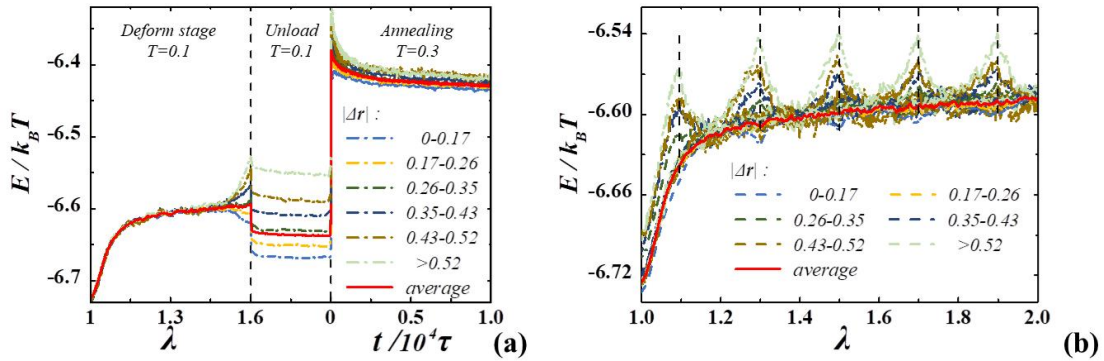 Deform stage Unload Annealing
T=0.1 T=0.1 T=0.3
E/k_BT
-6.4
-6.5
-6.6
-6.7
|Δr| :
0-0.17
0.17-0.26
0.26-0.35
0.35-0.43
0.43-0.52
>0.52
average
1 1.3 1.6 0 0.5 1.0
λ t/10⁴τ (a)
E/k_BT
-6.54
-6.60
-6.66
-6.72
|Δr| :
0-0.17 0.17-0.26
0.26-0.35 0.35-0.43
0.43-0.52 >0.52
average
1.0 1.2 1.4 1.6 1.8 2.0
λ (b)